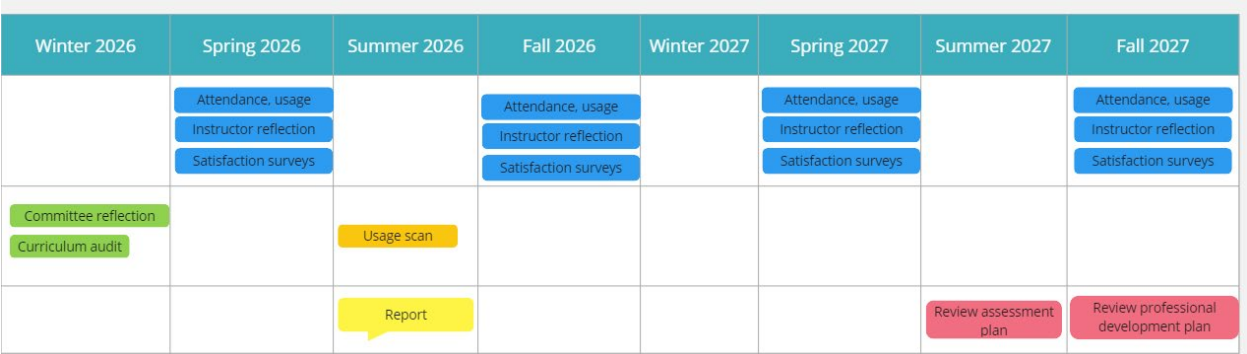 Winter 2026
Spring 2026
Summer 2026
Fall 2026
Winter 2027
Spring 2027
Summer 2027
Fall 2027
Attendance, usage
Instructor reflection
Satisfaction surveys
Attendance, usage
Instructor reflection
Satisfaction surveys
Attendance, usage
Instructor reflection
Satisfaction surveys
Attendance, usage
Instructor reflection
Satisfaction surveys
Committee reflection
Curriculum audit
Usage scan
Report
Review assessment
plan
Review professional
development plan